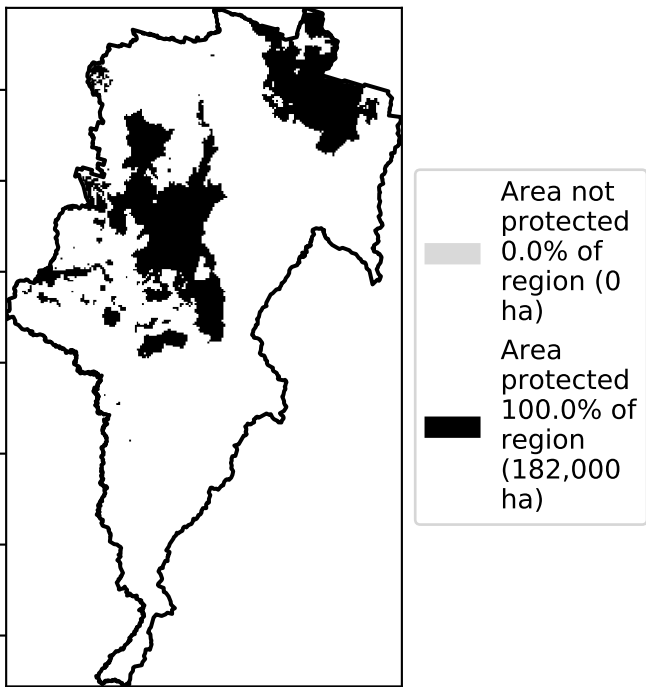 Area not
protected
0.0% of
region (0
ha)
Area
protected
100.0% of
region
(182,000
ha)